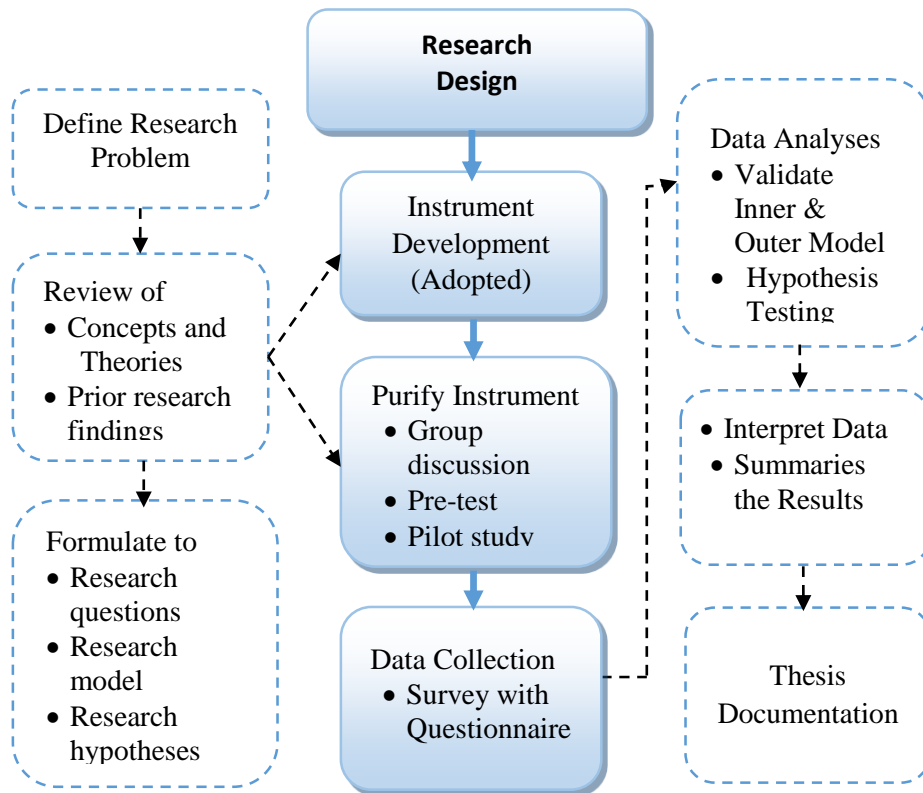 Define Research
Problem
Review of
• Concepts and
Theories
• Prior research
findings
Formulate to
• Research
questions
• Research
model
• Research
hypotheses
Research
Design
Instrument
Development
(Adopted)
Purify Instrument
• Group
discussion
• Pre-test
• Pilot study
Data Collection
• Survey with
Questionnaire
Data Analyses
• Validate
Inner &
Outer Model
• Hypothesis
Testing
• Interpret Data
• Summaries
the Results
Thesis
Documentation